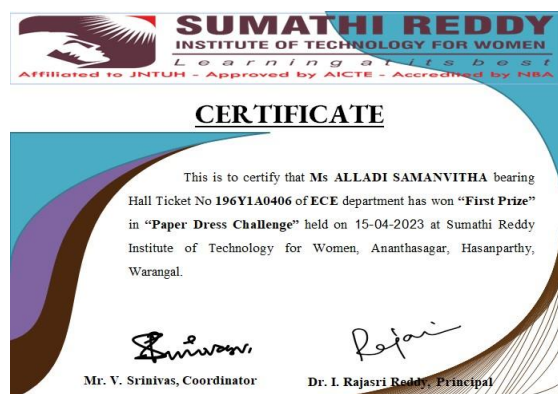 SUMATHI REDDY
INSTITUTE OF TECHNOLOGY FOR WOMEN
Learning at its best
Affiliated to JNTUH - Approved by AICTE - Accredited by NBA
CERTIFICATE
This is to certify that Ms ALLADI SAMANVITHA bearing
Hall Ticket No 196Y1A0406 of ECE department has won “First Prize”
in “Paper Dress Challenge” held on 15-04-2023 at Sumathi Reddy
Institute of Technology for Women, Ananthasagar, Hasanparthy,
Warangal.
Srinivas.
Rajasri
Mr. V. Srinivas, Coordinator
Dr. I. Rajasri Reddy, Principal